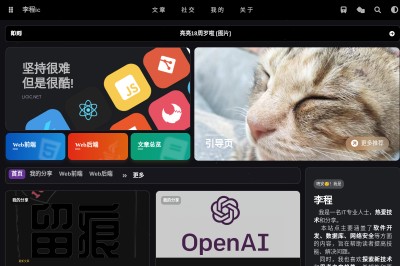 李程lc
文章 社交 我的 关于
即刻
亮亮18周岁啦 [图片]
坚持很难
但是很酷!
LICIC.NET
JS
Web前端
Web后端
文章总览
引导页
更多推荐
首页 我的分享 Web前端 Web后端 更多
我的分享
留痕
我的分享
OpenAI
李程
我是一名IT专业人士，热爱技术和分享。
本站点主要涵盖了软件开发、数据库、网络安全等方面的内容，旨在帮助读者提高技能、解决问题。
同时，我也喜欢探索新技术